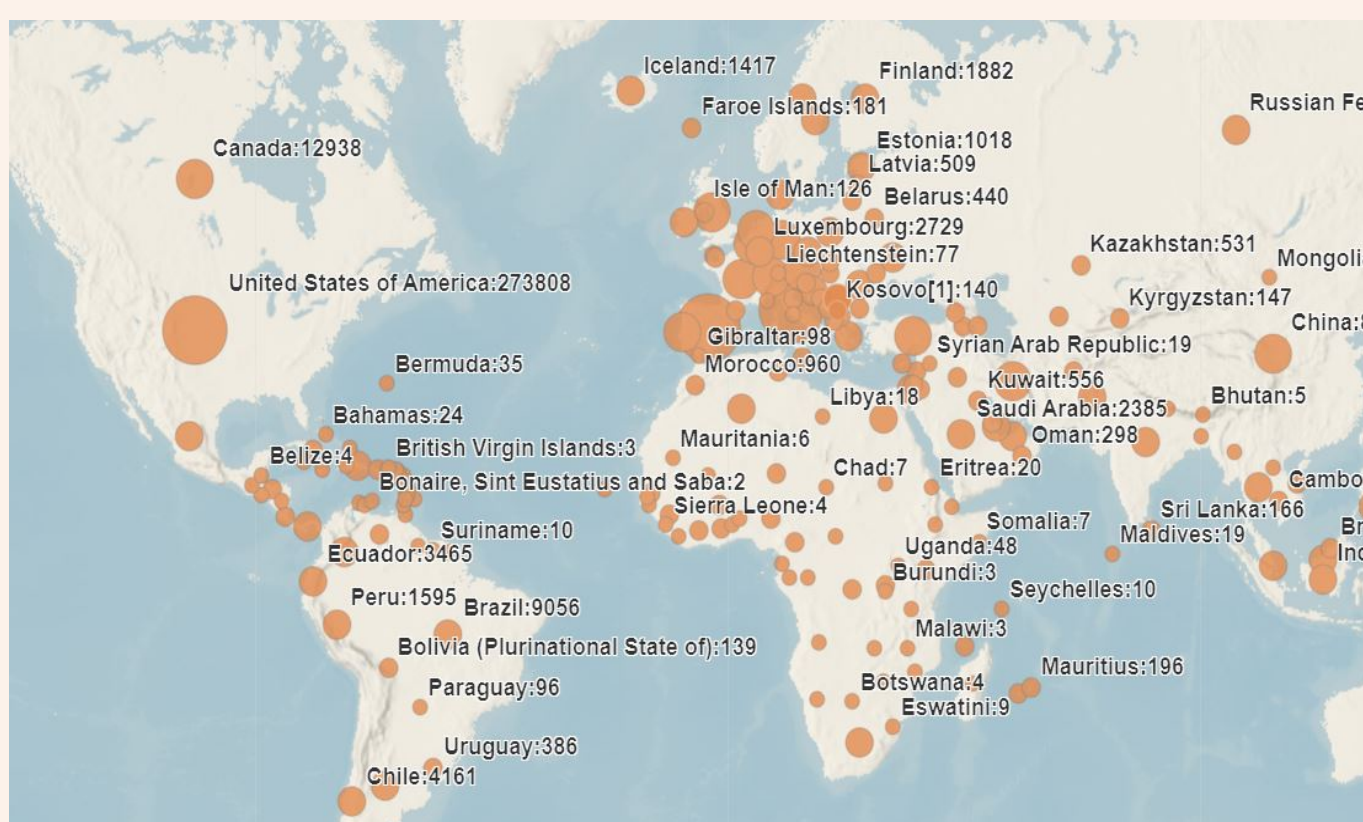 Iceland:1417
Finland:1882
Faroe Islands:181
Russian Fe
Canada:12938
Estonia:1018
Latvia:509
Isle of Man:126
Belarus:440
Luxembourg:2729
Liechtenstein:77
Kazakhstan:531
Mongoli
United States of America:273808
Kosovo[1]:140
Kyrgyzstan:147
China:
Gibraltar:98
Syrian Arab Republic:19
Bermuda:35
Morocco:960
Kuwait:556
Libya:18
Bhutan:5
Bahamas:24
Saudi Arabia:2385
Mauritania:6
Oman:298
British Virgin Islands:3
Belize:4
Chad:7
Eritrea:20
Bonaire, Sint Eustatius and Saba:2
Cambo
Sierra Leone:4
Sri Lanka:166
Somalia:7
Suriname:10
Maldives:19
Br
Uganda:48
Ecuador:3465
Ind
Burundi:3
Seychelles:10
Peru:1595
Brazil:9056
Malawi:3
Bolivia (Plurinational State of):139
Mauritius:196
Botswana:4
Paraguay:96
Eswatini:9
Uruguay:386
Chile:4161